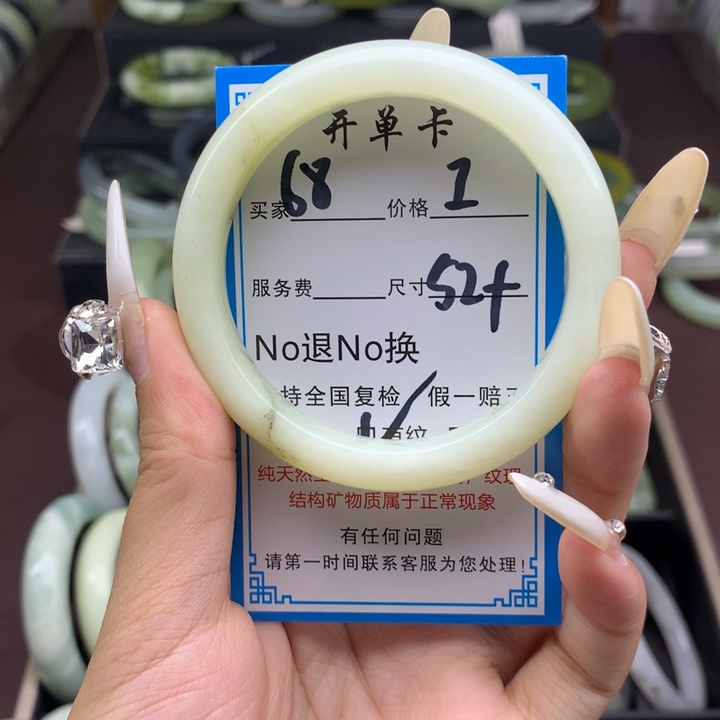 开单卡
买家 68 价格 1
服务费 尺寸 52+
No退No换
持全国复检 假一赔
纯天然 纹理
结构矿物质属于正常现象
有任何问题
请第一时间联系客服为您处理!